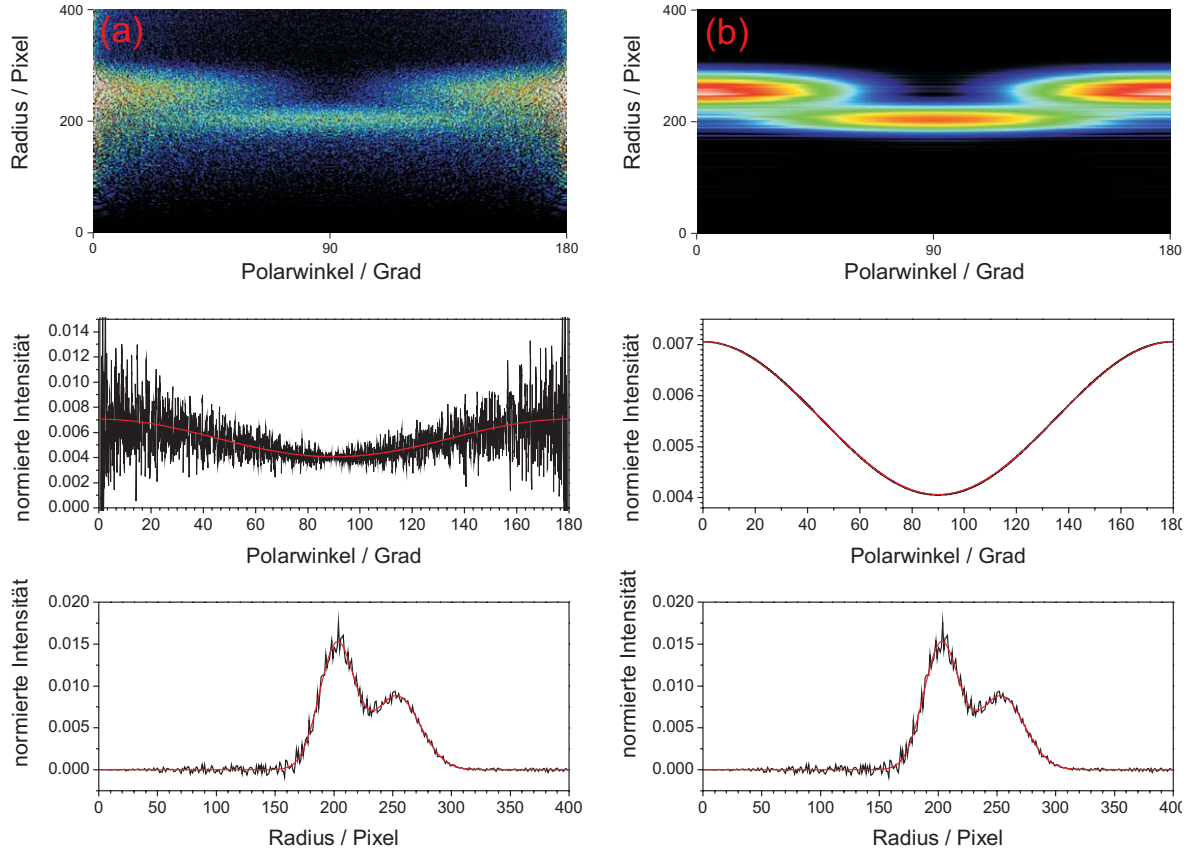 (a)
Radius / Pixel
400
200
0
0
90
180
Polarwinkel / Grad
(b)
Radius / Pixel
400
200
0
0
90
180
Polarwinkel / Grad
normierte Intensität
0.014
0.012
0.010
0.008
0.006
0.004
0.002
0.000
0 20 40 60 80 100 120 140 160 180
Polarwinkel / Grad
normierte Intensität
0.007
0.006
0.005
0.004
0 20 40 60 80 100 120 140 160 180
Polarwinkel / Grad
normierte Intensität
0.020
0.015
0.010
0.005
0.000
0 50 100 150 200 250 300 350 400
Radius / Pixel
normierte Intensität
0.020
0.015
0.010
0.005
0.000
0 50 100 150 200 250 300 350 400
Radius / Pixel